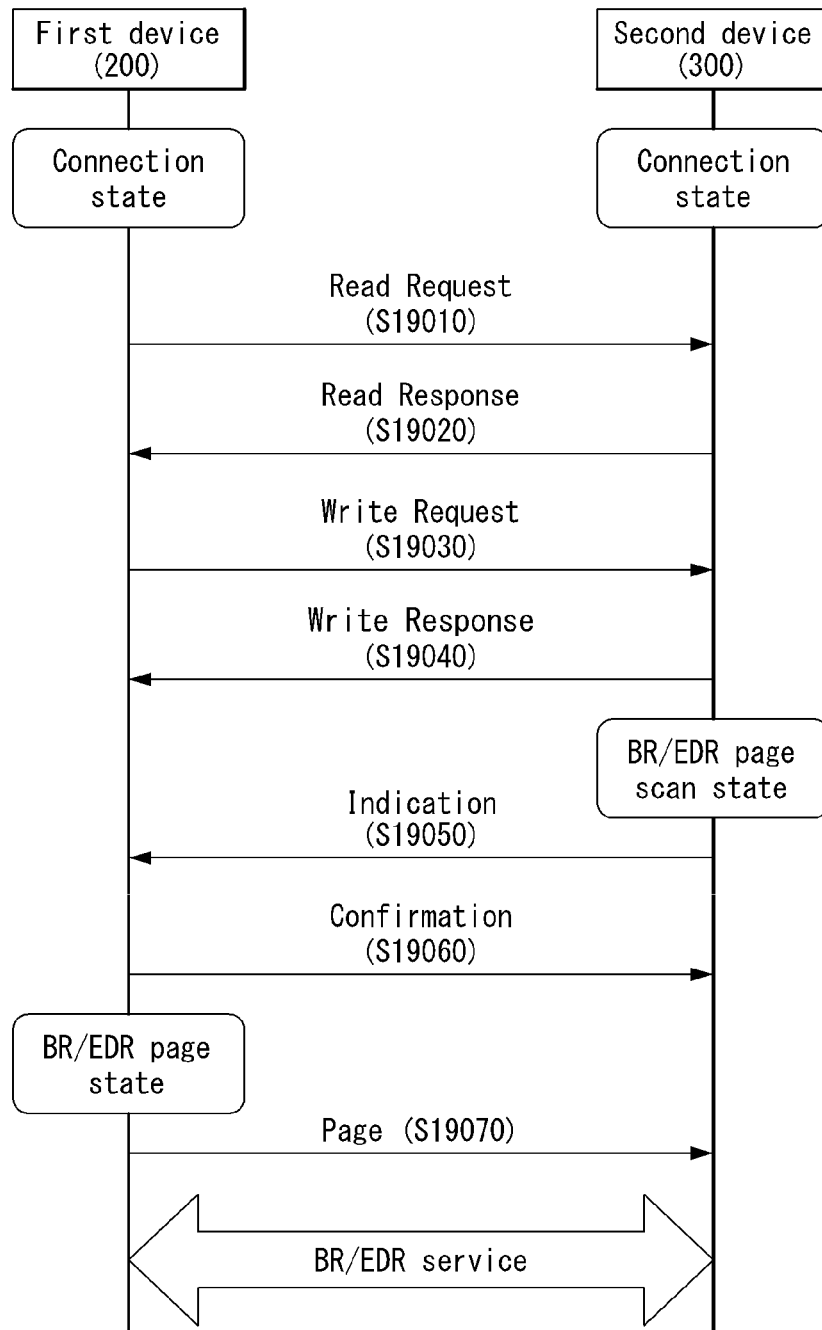 First device
(200)
Second device
(300)
Connection
state
Connection
state
Read Request
(S19010)
Read Response
(S19020)
Write Request
(S19030)
Write Response
(S19040)
BR/EDR page
scan state
Indication
(S19050)
Confirmation
(S19060)
BR/EDR page
state
Page (S19070)
BR/EDR service